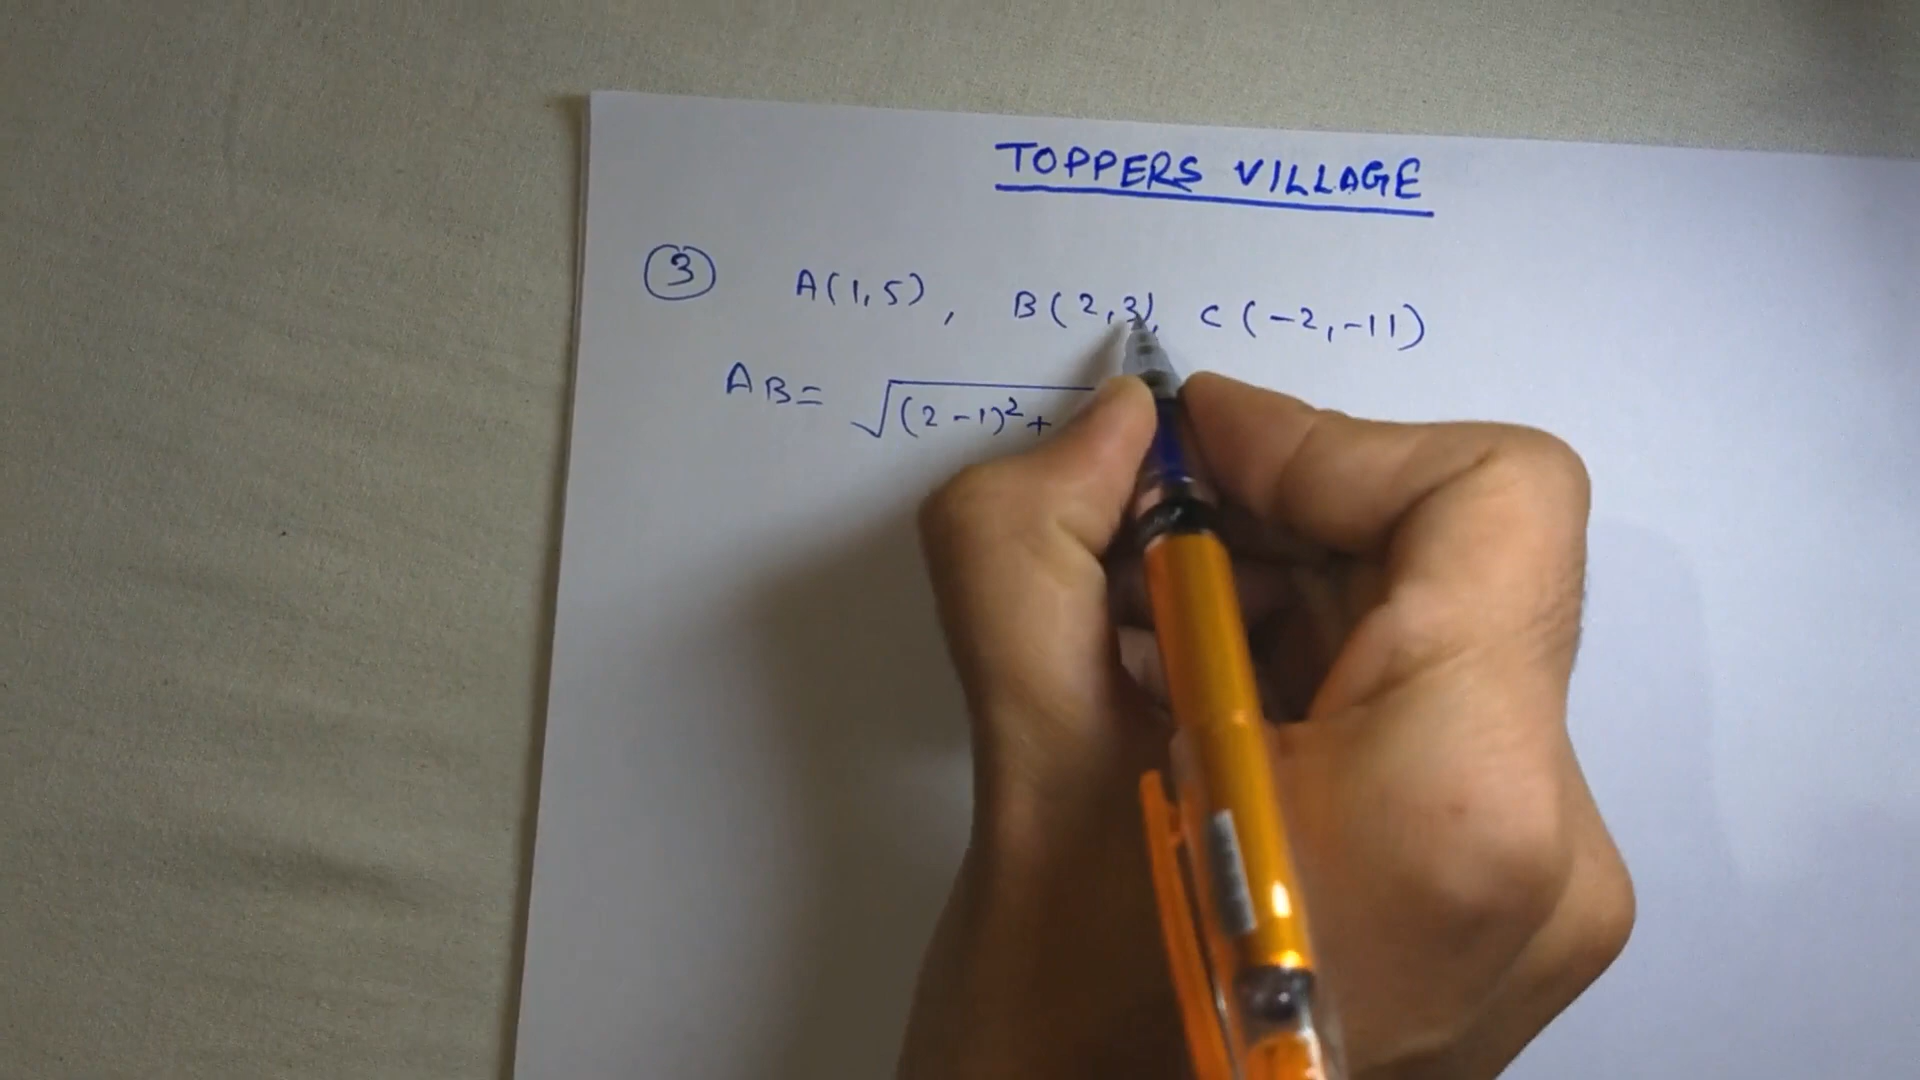 TOPPERS VILLAGE
3 A(1,5), B(2,3), C(-2,-11)
AB= √(2-1)²+